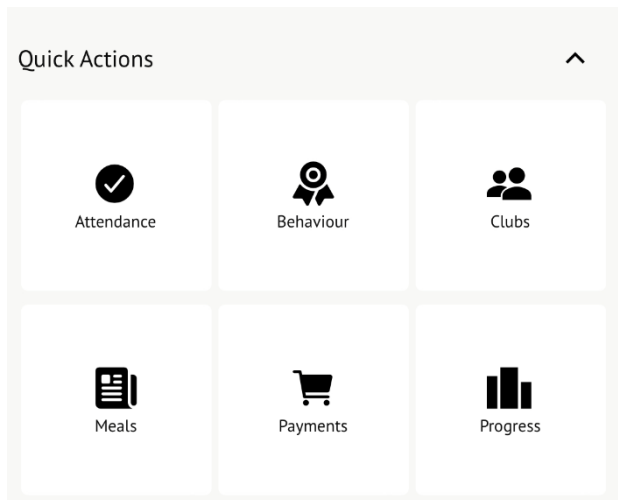 Quick Actions
Attendance
Behaviour
Clubs
Meals
Payments
Progress